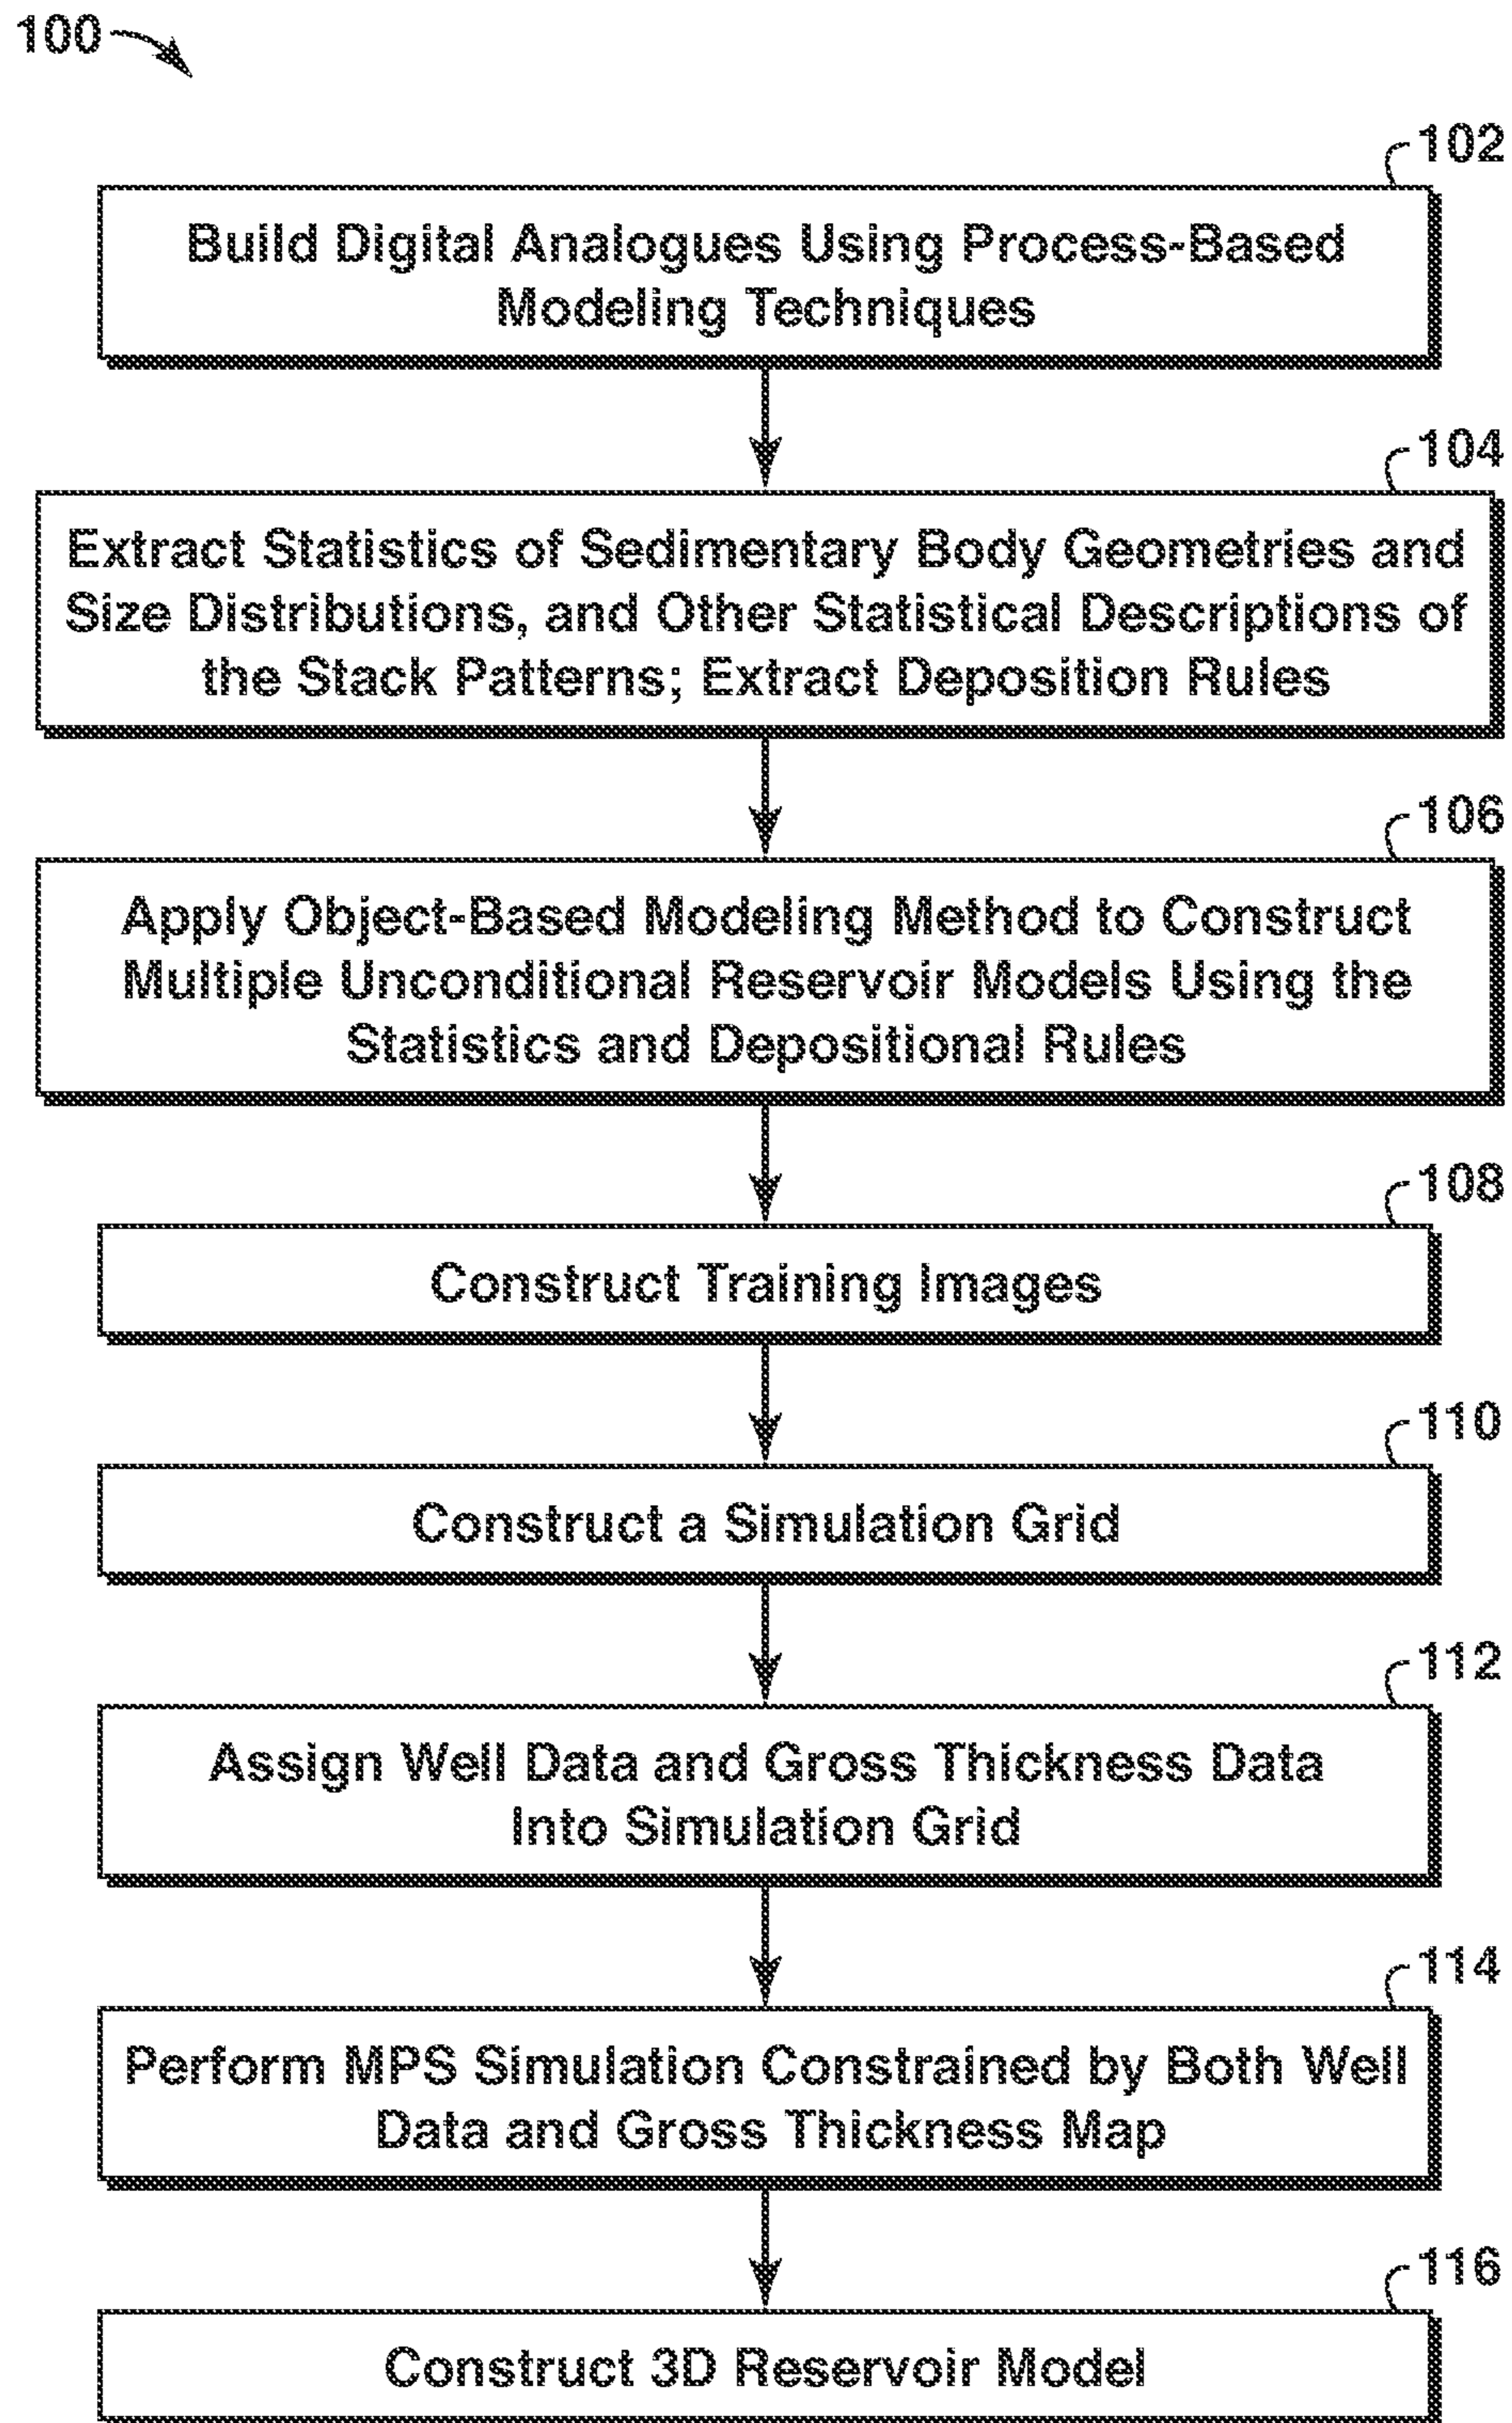 100
102
Build Digital Analogues Using Process-Based
Modeling Techniques
104
Extract Statistics of Sedimentary Body Geometries and
Size Distributions, and Other Statistical Descriptions of
the Stack Patterns; Extract Deposition Rules
106
Apply Object-Based Modeling Method to Construct
Multiple Unconditional Reservoir Models Using the
Statistics and Depositional Rules
108
Construct Training Images
110
Construct a Simulation Grid
112
Assign Well Data and Gross Thickness Data
Into Simulation Grid
114
Perform MPS Simulation Constrained by Both Well
Data and Gross Thickness Map
116
Construct 3D Reservoir Model